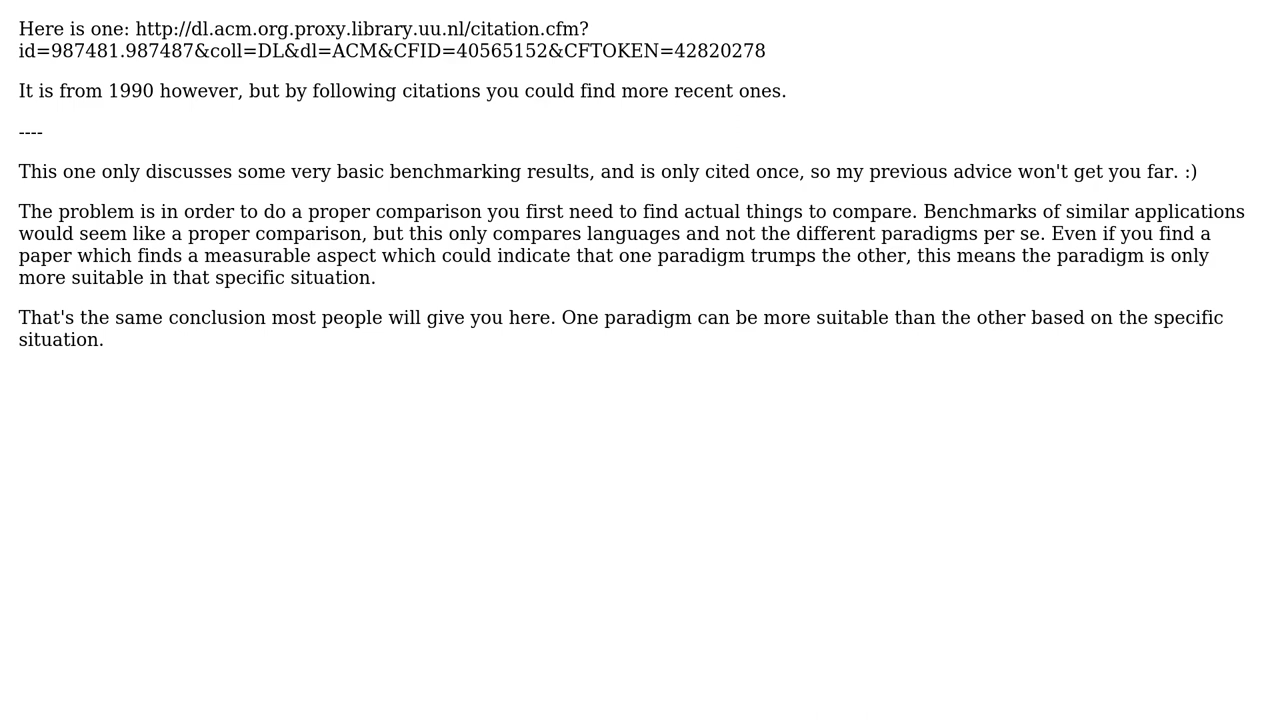 Here is one: http://dl.acm.org.proxy.library.uu.nl/citation.cfm?
id=987481.987487&coll=DL&dl=ACM&CFID=40565152&CFTOKEN=42820278
It is from 1990 however, but by following citations you could find more recent ones.
----
This one only discusses some very basic benchmarking results, and is only cited once, so my previous advice won't get you far. :)
The problem is in order to do a proper comparison you first need to find actual things to compare. Benchmarks of similar applications
would seem like a proper comparison, but this only compares languages and not the different paradigms per se. Even if you find a
paper which finds a measurable aspect which could indicate that one paradigm trumps the other, this means the paradigm is only
more suitable in that specific situation.
That's the same conclusion most people will give you here. One paradigm can be more suitable than the other based on the specific
situation.